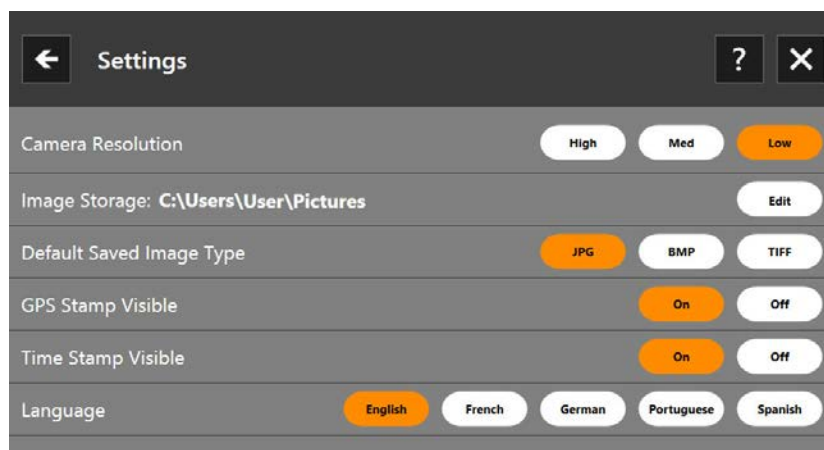 Settings ?
Camera Resolution High Med Low
Image Storage: C:\Users\User\Pictures Edit
Default Saved Image Type JPG BMP TIFF
GPS Stamp Visible On Off
Time Stamp Visible On Off
Language English French German Portuguese Spanish